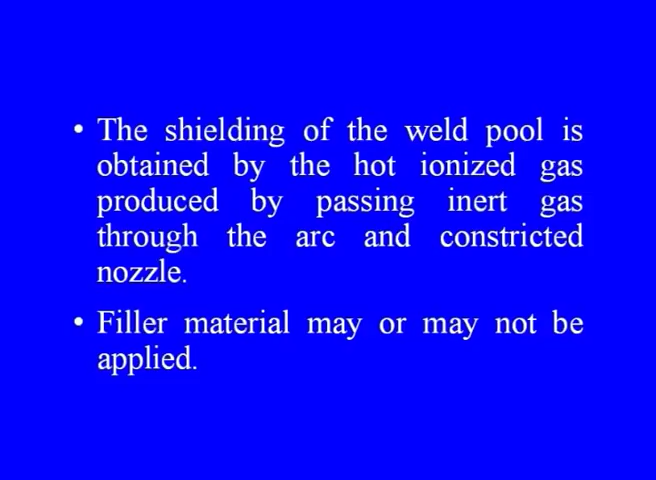 • The shielding of the weld pool is
obtained by the hot ionized gas
produced by passing inert gas
through the arc and constricted
nozzle.
• Filler material may or may not be
applied.